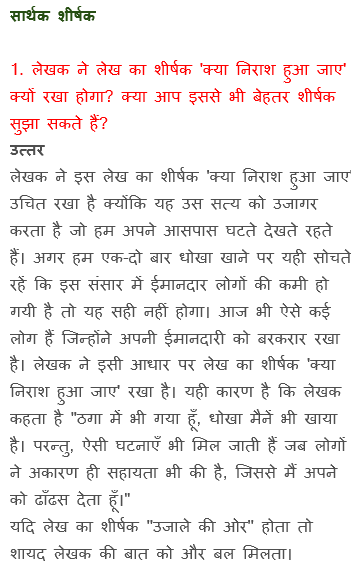 सार्थक शीर्षक
1. लेखक ने लेख का शीर्षक 'क्या निराश हुआ जाए'
क्यों रखा होगा? क्या आप इससे भी बेहतर शीर्षक
सुझा सकते हैं?
उत्तर
लेखक ने इस लेख का शीर्षक 'क्या निराश हुआ जाए'
उचित रखा है क्योंकि यह उस सत्य को उजागर
करता है जो हम अपने आसपास घटते देखते रहते
हैं। अगर हम एक-दो बार धोखा खाने पर यही सोचते
रहें कि इस संसार में ईमानदार लोगों की कमी हो
गयी है तो यह सही नहीं होगा। आज भी ऐसे कई
लोग हैं जिन्होंने अपनी ईमानदारी को बरकरार रखा
है। लेखक ने इसी आधार पर लेख का शीर्षक 'क्या
निराश हुआ जाए' रखा है। यही कारण है कि लेखक
कहता है "ठगा में भी गया हूँ, धोखा मैनें भी खाया
है। परन्तु, ऐसी घटनाएँ भी मिल जाती हैं जब लोगों
ने अकारण ही सहायता भी की है, जिससे मैं अपने
को ढाँढस देता हूँ।"
यदि लेख का शीर्षक "उजाले की ओर" होता तो
शायद लेखक की बात को और बल मिलता।